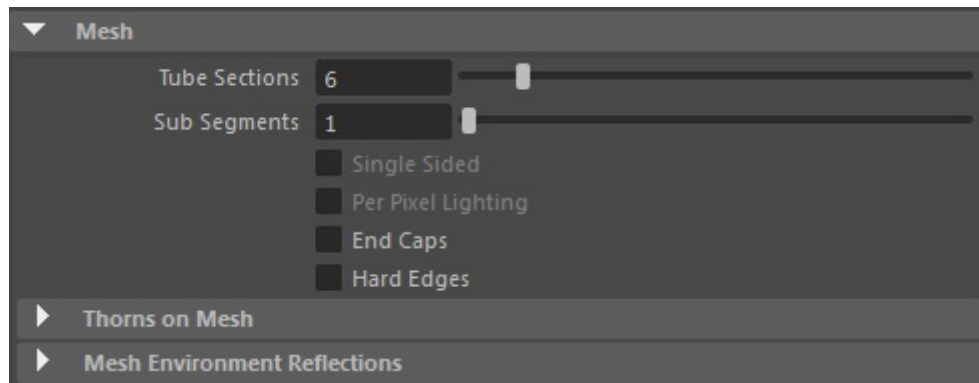 Mesh
Tube Sections 6
Sub Segments 1
Single Sided
Per Pixel Lighting
End Caps
Hard Edges
Thorns on Mesh
Mesh Environment Reflections